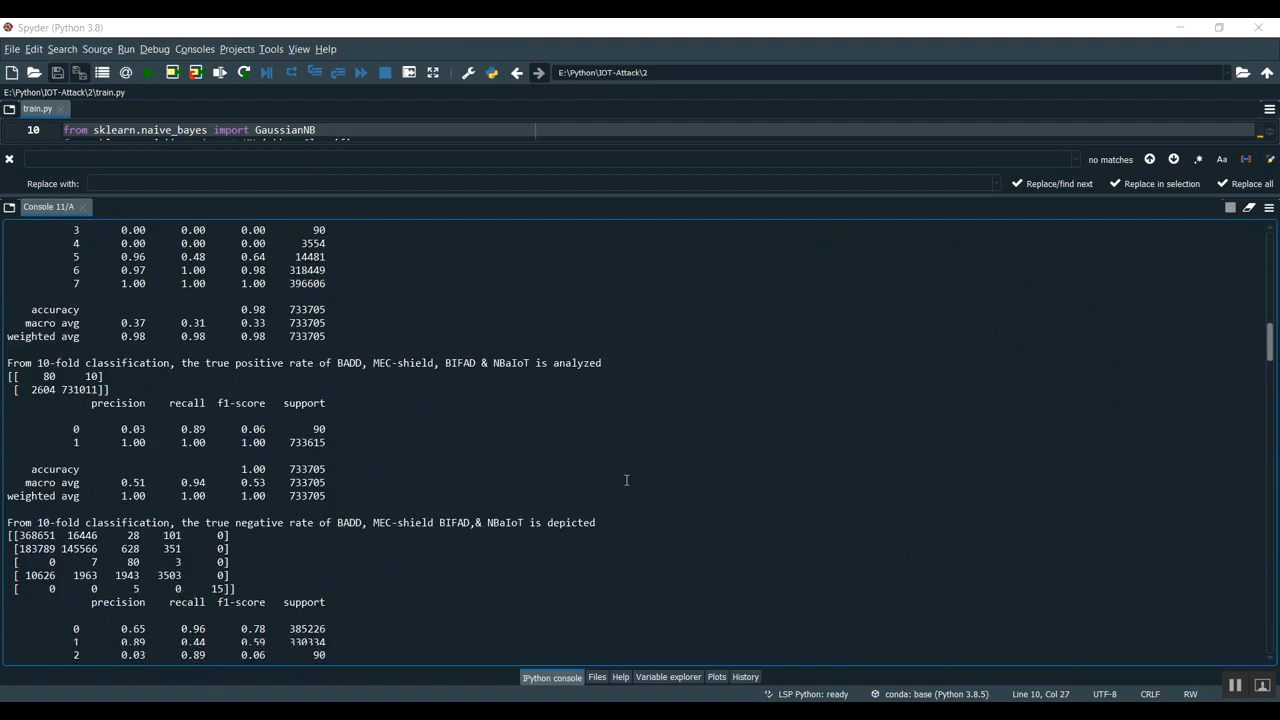 Spyder (Python 3.8)
File Edit Search Source Run Debug Consoles Projects Tools View Help
E:\Python\IOT-Attack\2
E:\Python\IOT-Attack\2\train.py
train.py
10 from sklearn.naive_bayes import GaussianNB
no matches Aa
Replace with: Replace/find next Replace in selection Replace all
Console 11/A
3 0.00 0.00 0.00 90
4 0.00 0.00 0.00 3554
5 0.96 0.48 0.64 14481
6 0.97 1.00 0.98 318449
7 1.00 1.00 1.00 396606
accuracy 0.98 733705
macro avg 0.37 0.31 0.33 733705
weighted avg 0.98 0.98 0.98 733705
From 10-fold classification, the true positive rate of BADD, MEC-shield, BIFAD & NBaIoT is analyzed
[[ 80 10]
[ 2604 731011]]
precision recall f1-score support
0 0.03 0.89 0.06 90
1 1.00 1.00 1.00 733615
accuracy 1.00 733705
macro avg 0.51 0.94 0.53 733705
weighted avg 1.00 1.00 1.00 733705
From 10-fold classification, the true negative rate of BADD, MEC-shield BIFAD,& NBaIoT is depicted
[[368651 16446 28 101 0]
[183789 145566 628 351 0]
[ 0 7 80 3 0]
[ 10626 1963 1943 3503 0]
[ 0 0 5 0 15]]
precision recall f1-score support
0 0.65 0.96 0.78 385226
1 0.89 0.44 0.59 330334
2 0.03 0.89 0.06 90
IPython console Files Help Variable explorer Plots History
LSP Python: ready conda: base (Python 3.8.5) Line 10, Col 27 UTF-8 CRLF RW